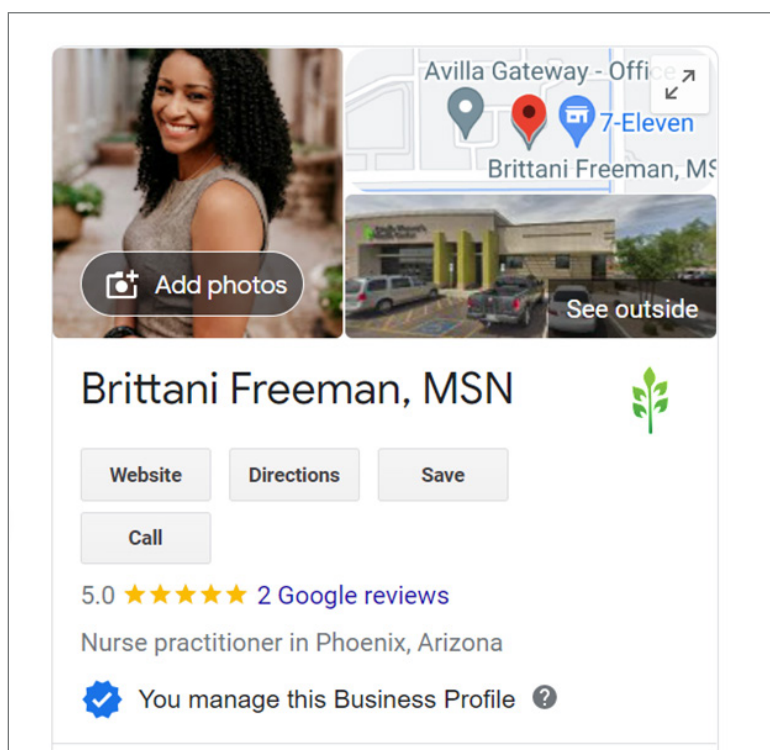 Avilla Gateway - Offic
7-Eleven
Brittani Freeman, MS
Add photos
See outside
Brittani Freeman, MSN
Website
Directions
Save
Call
5.0
2 Google reviews
Nurse practitioner in Phoenix, Arizona
You manage this Business Profile
?